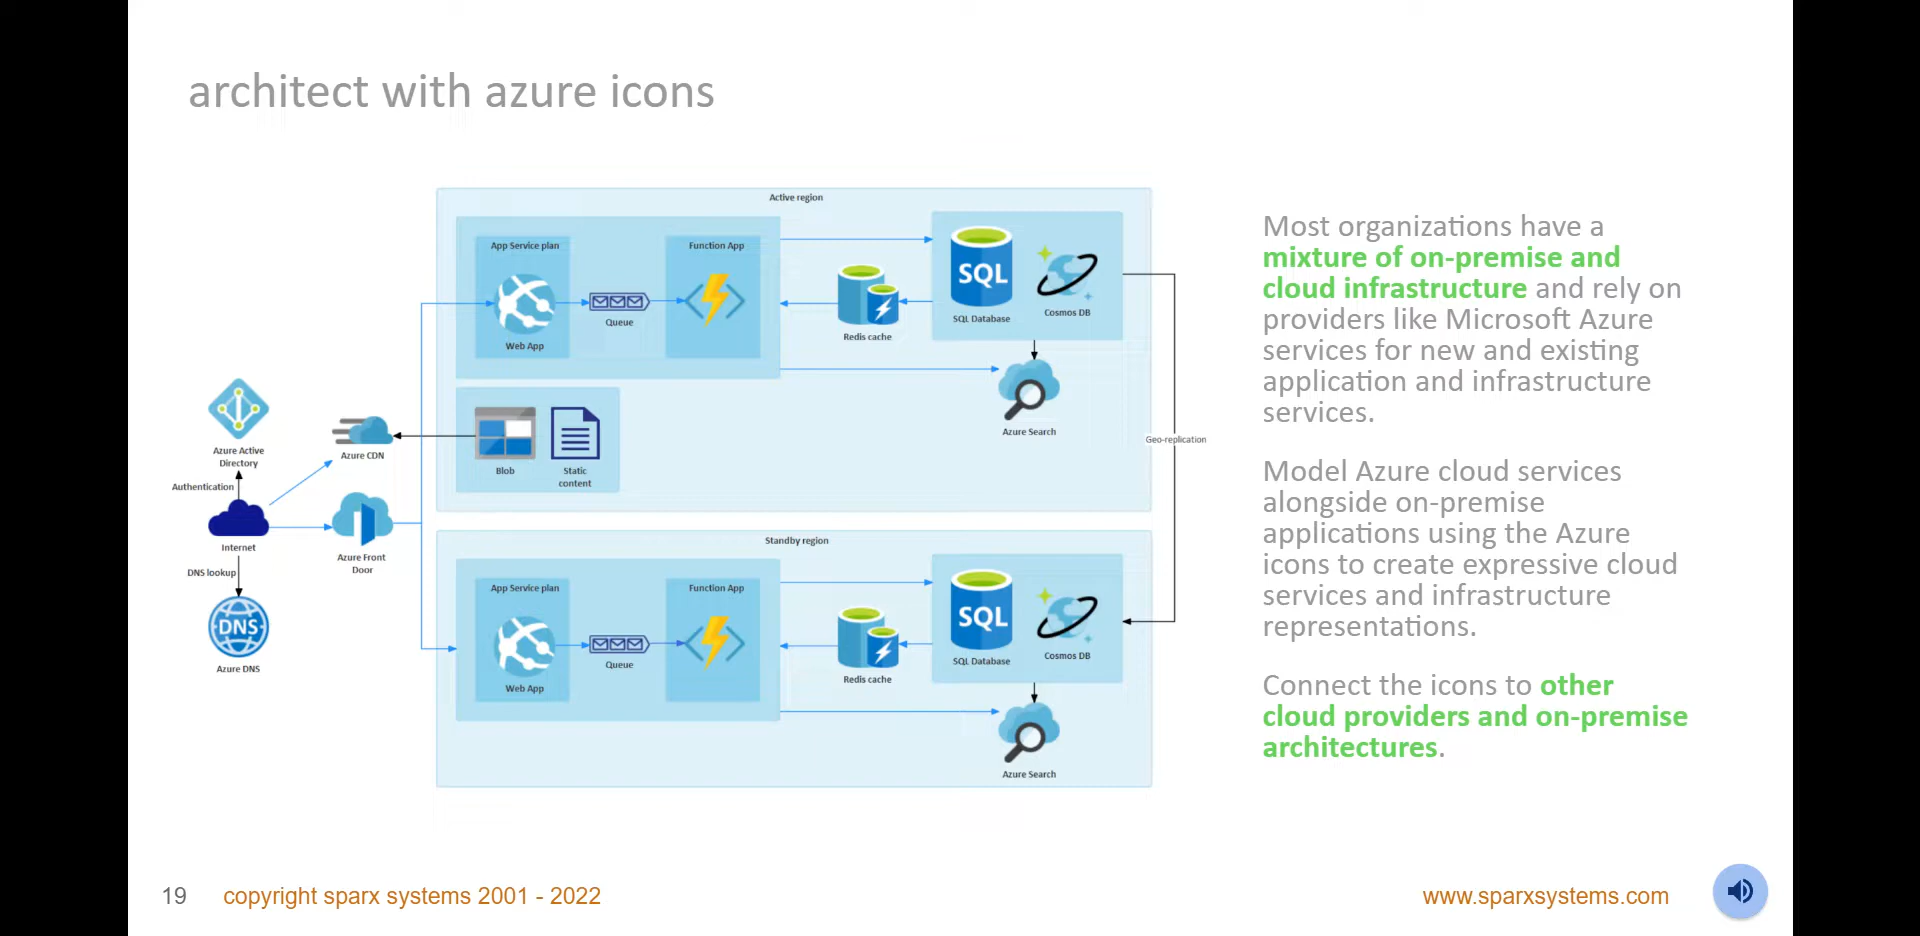 architect with azure icons
Active region
App Service plan
Function App
Web App
Queue
Redis cache
SQL
SQL Database
Cosmos DB
Azure Search
Blob
Static
content
Geo-replication
Azure Active
Directory
Authentication
Internet
DNS lookup
DNS
Azure DNS
Azure CDN
Azure Front
Door
Standby region
App Service plan
Function App
Web App
Queue
Redis cache
SQL
SQL Database
Cosmos DB
Azure Search
Most organizations have a
mixture of on-premise and
cloud infrastructure and rely on
providers like Microsoft Azure
services for new and existing
application and infrastructure
services.
Model Azure cloud services
alongside on-premise
applications using the Azure
icons to create expressive cloud
services and infrastructure
representations.
Connect the icons to other
cloud providers and on-premise
architectures.
19
copyright sparx systems 2001 - 2022
www.sparxsystems.com